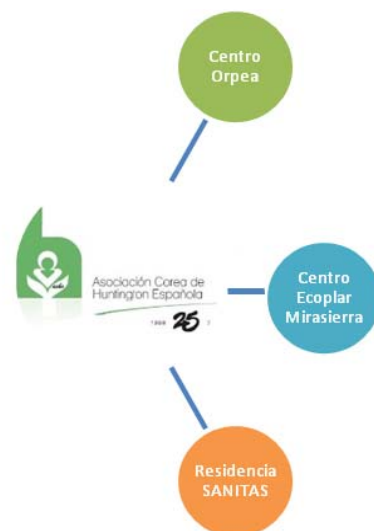 Centro
Orpea
Asociación Corea de
Huntington Española
25
Centro
Ecoplar
Mirasierra
Residencia
SANITAS